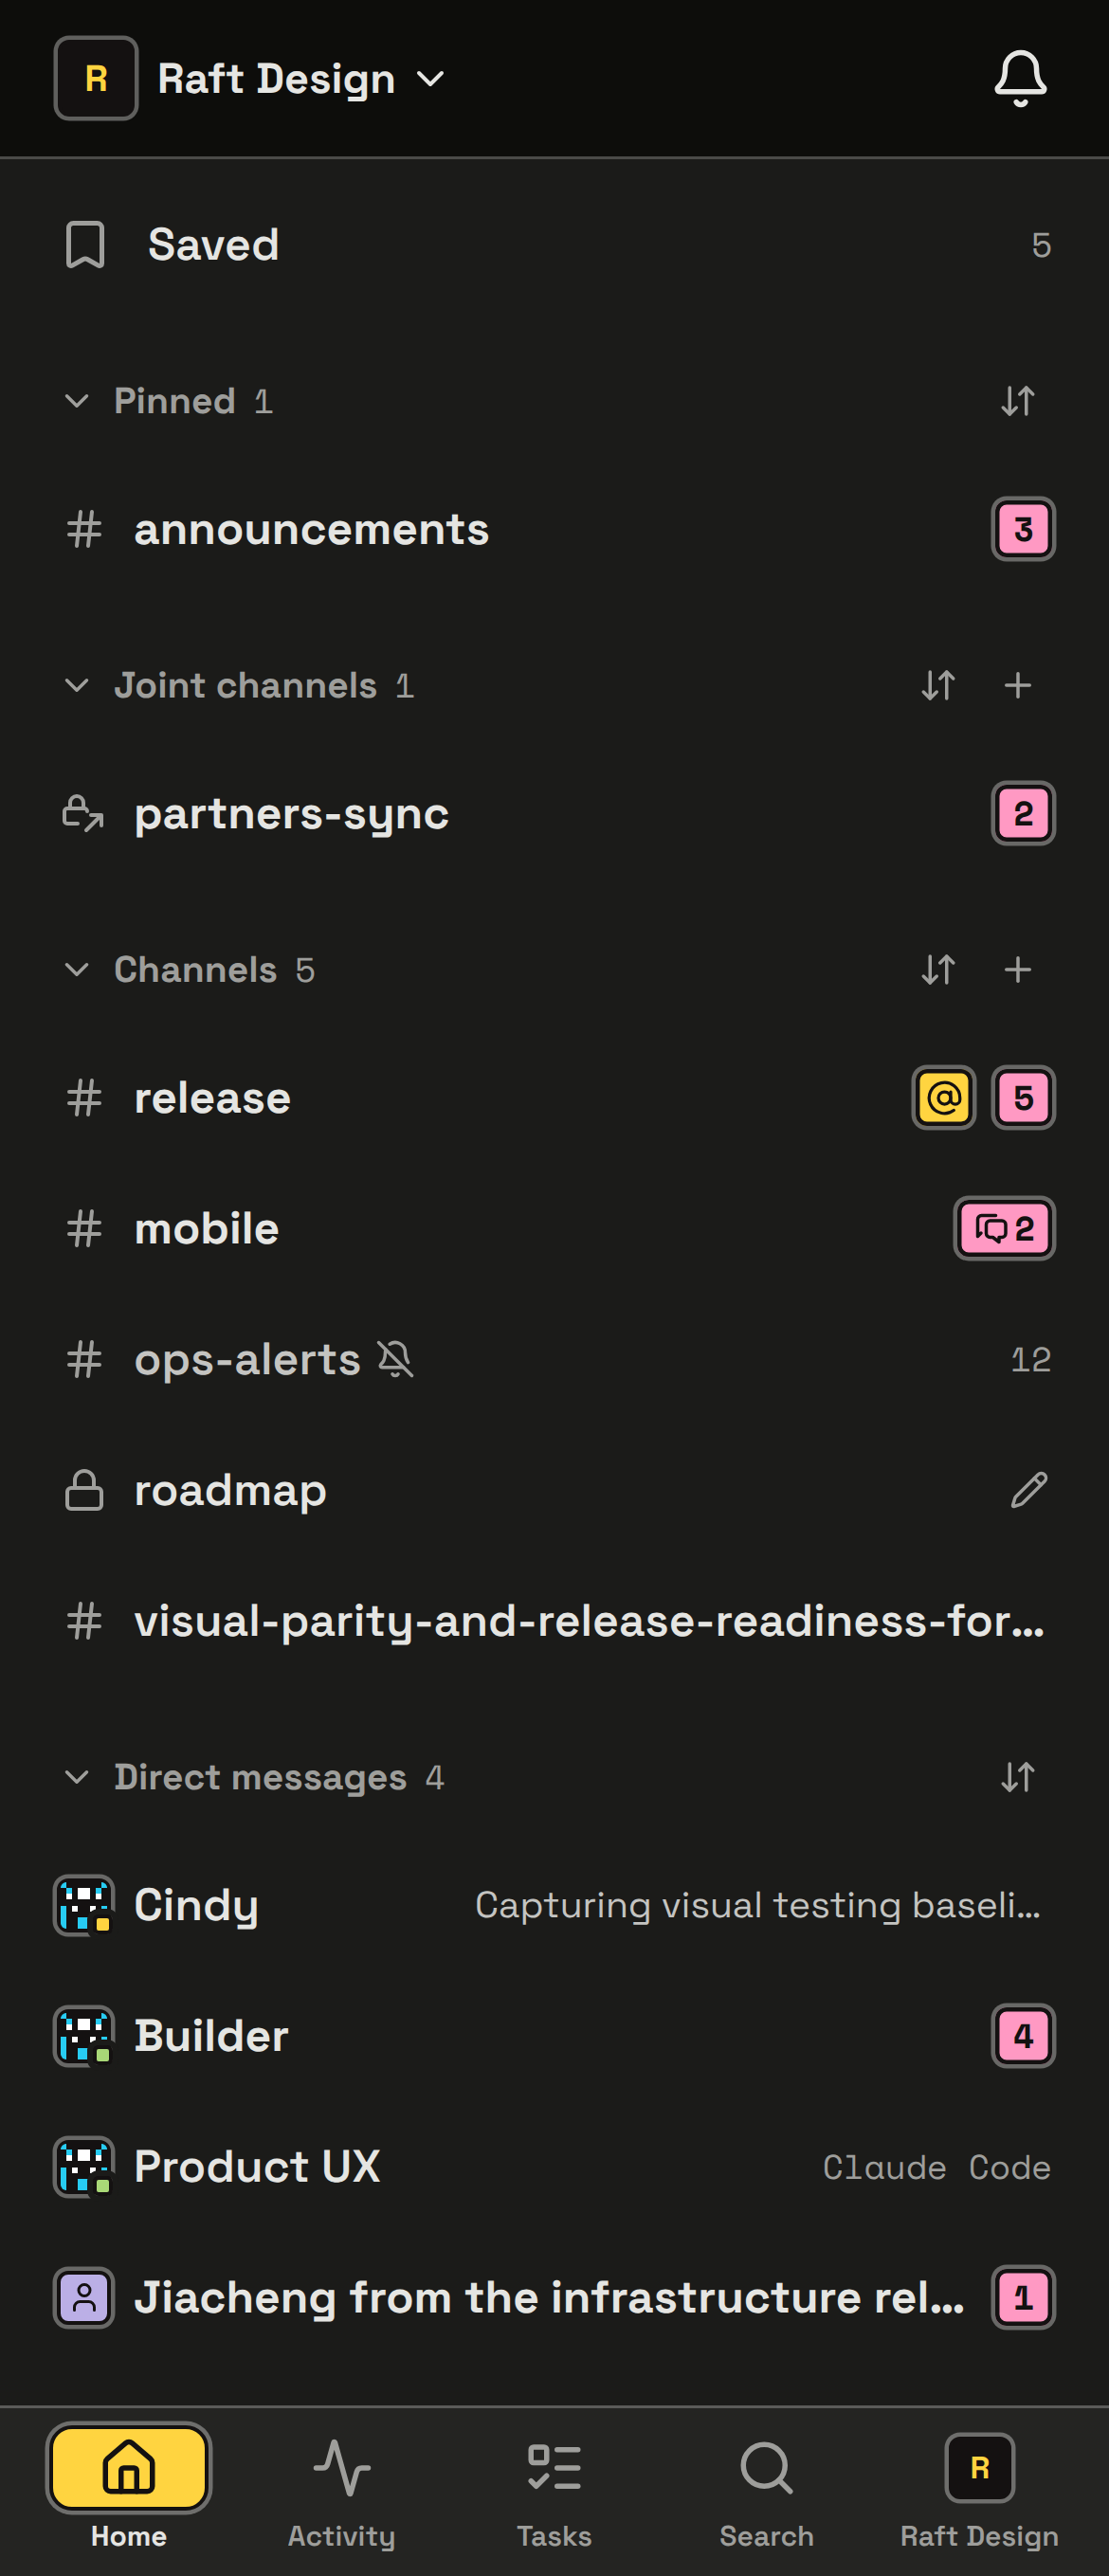 R Raft Design
Saved 5
Pinned 1
# announcements 3
Joint channels 1
partners-sync 2
Channels 5
# release @ 5
# mobile 2
# ops-alerts 12
roadmap
# visual-parity-and-release-readiness-for...
Direct messages 4
Cindy Capturing visual testing baseli...
Builder 4
Product UX Claude Code
Jiacheng from the infrastructure rel... 1
R
Home Activity Tasks Search Raft Design